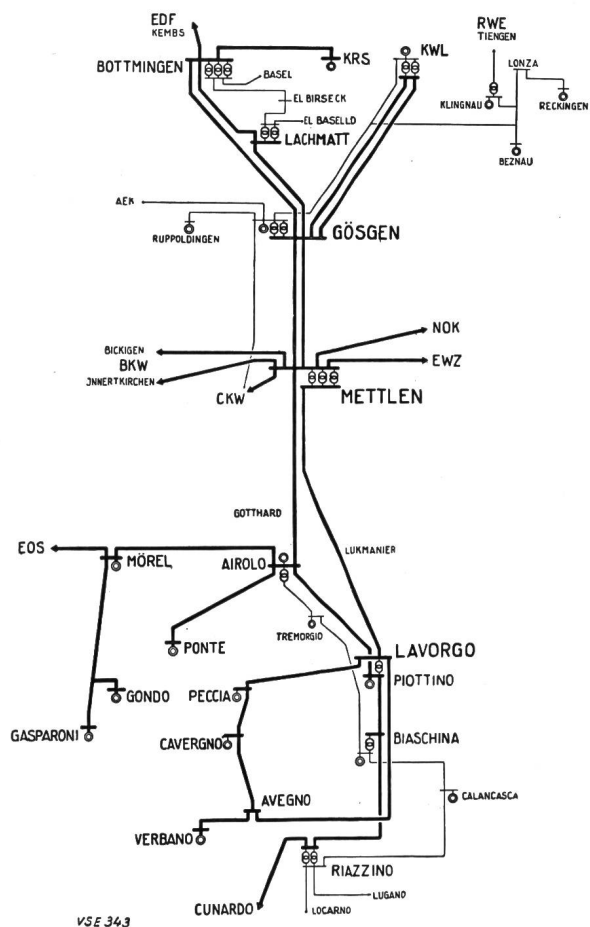 EDF
KEMBS
RWE
TIENGEN
KWL
KRS
BOTTMINGEN
BASEL
LONZA
KLINGNAU
RECKINGEN
EL BIRSECK
EL BASELLD
LACHMATT
BEZNAU
AEK
RUPPOLDINGEN
GÖSGEN
NOK
BICKIGEN
BKW
EWZ
JNNERTKIRCHEN
CKW
METTLEN
GOTTHARD
EOS
MÖREL
AIROLO
LUKMANIER
TREMORGIO
PONTE
LAVORGO
PIOTTINO
GONDO
PECCIA
GASPARONI
CAVERGNO
BIASCHINA
CALANCASCA
AVEGNO
VERBANO
RIAZZINO
CUNARDO
LUGANO
LOCARNO
VSE 343